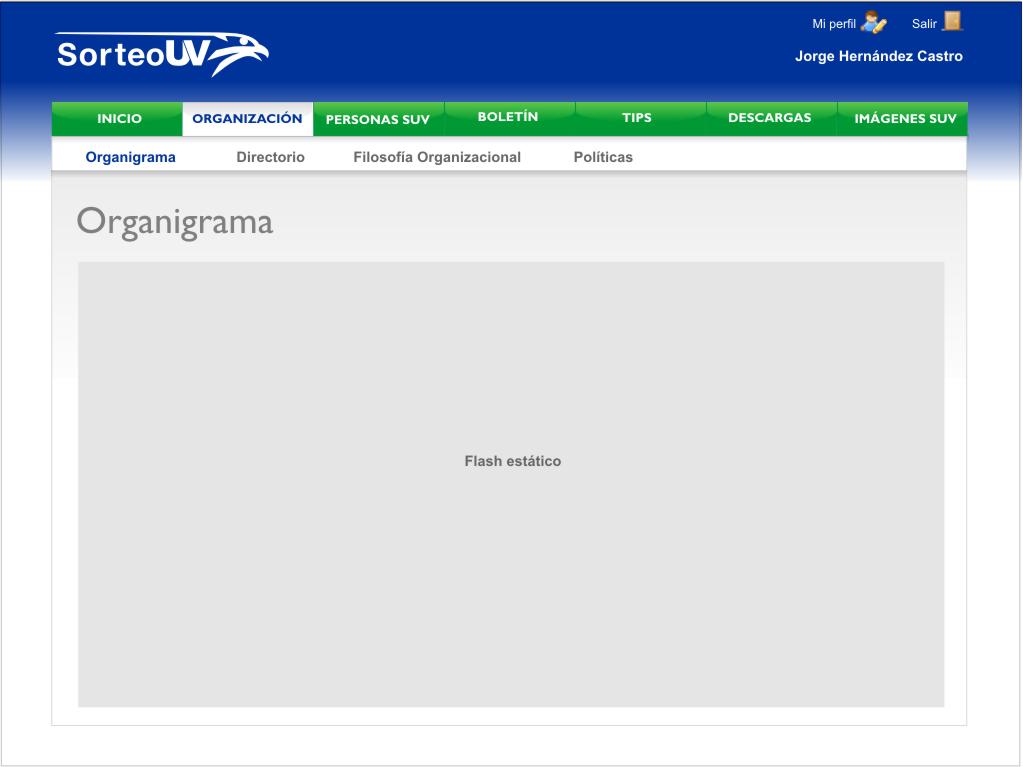 Mi perfil
Salir
SorteoUV
Jorge Hernández Castro
INICIO
ORGANIZACIÓN
PERSONAS SUV
BOLETÍN
TIPS
DESCARGAS
IMÁGENES SUV
Organigrama
Directorio
Filosofía Organizacional
Políticas
Organigrama
Flash estático